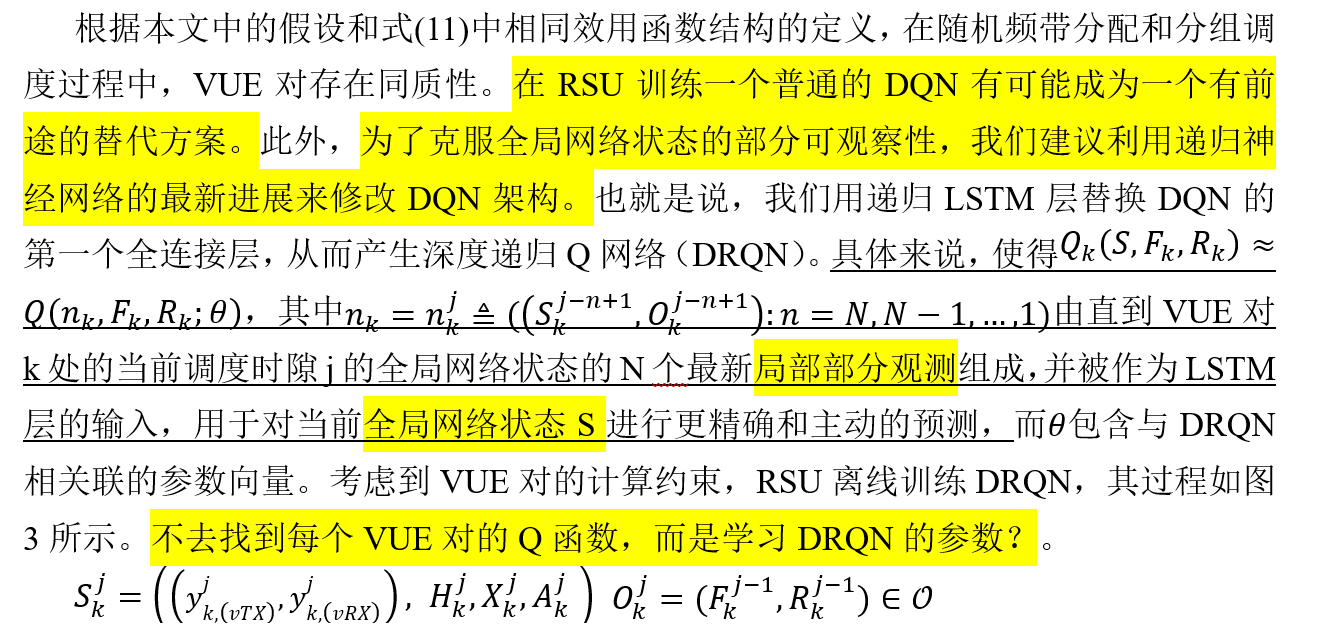 根据本文中的假设和式(11)中相同效用函数结构的定义，在随机频带分配和分组调
度过程中，VUE 对存在同质性。在 RSU 训练一个普通的 DQN 有可能成为一个有前
途的替代方案。此外，为了克服全局网络状态的部分可观察性，我们建议利用递归神
经网络的最新进展来修改 DQN 架构。也就是说，我们用递归 LSTM 层替换 DQN 的
第一个全连接层，从而产生深度递归 Q 网络（DRQN）。具体来说，使得Q_k(S, F_k, R_k) ≈
Q(n_k, F_k, R_k; θ)，其中n_k = n_k^j ≜ ((S_k^{j−n+1}, O_k^{j−n+1}): n = N, N − 1, …, 1)由直到 VUE 对
k 处的当前调度时隙 j 的全局网络状态的 N 个最新局部部分观测组成，并被作为 LSTM
层的输入，用于对当前全局网络状态 S 进行更精确和主动的预测，而θ包含与 DRQN
相关联的参数向量。考虑到 VUE 对的计算约束，RSU 离线训练 DRQN，其过程如图
3 所示。不去找到每个 VUE 对的 Q 函数，而是学习 DRQN 的参数？。
S_k^j = ((y_{k,(vTX)}^j, y_{k,(vRX)}^j), H_k^j, X_k^j, A_k^j) O_k^j = (F_k^{j−1}, R_k^{j−1}) ∈ 𝒪